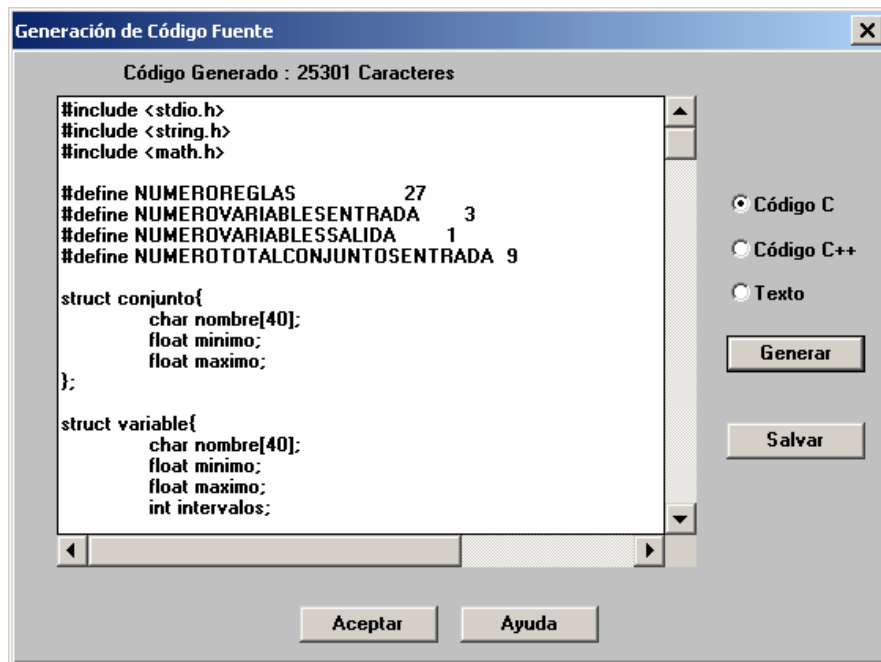 Generación de Código Fuente
Código Generado : 25301 Caracteres
#include <stdio.h>
#include <string.h>
#include <math.h>
#define NUMEROREGLAS 27
#define NUMEROVARIABLESENTRADA 3
#define NUMEROVARIABLESSALIDA 1
#define NUMEROTOTALCONJUNTOSENTRADA 9
struct conjunto{
char nombre[40];
float minimo;
float maximo;
};
struct variable{
char nombre[40];
float minimo;
float maximo;
int intervalos;
Código C
Código C++
Texto
Generar
Salvar
Aceptar
Ayuda